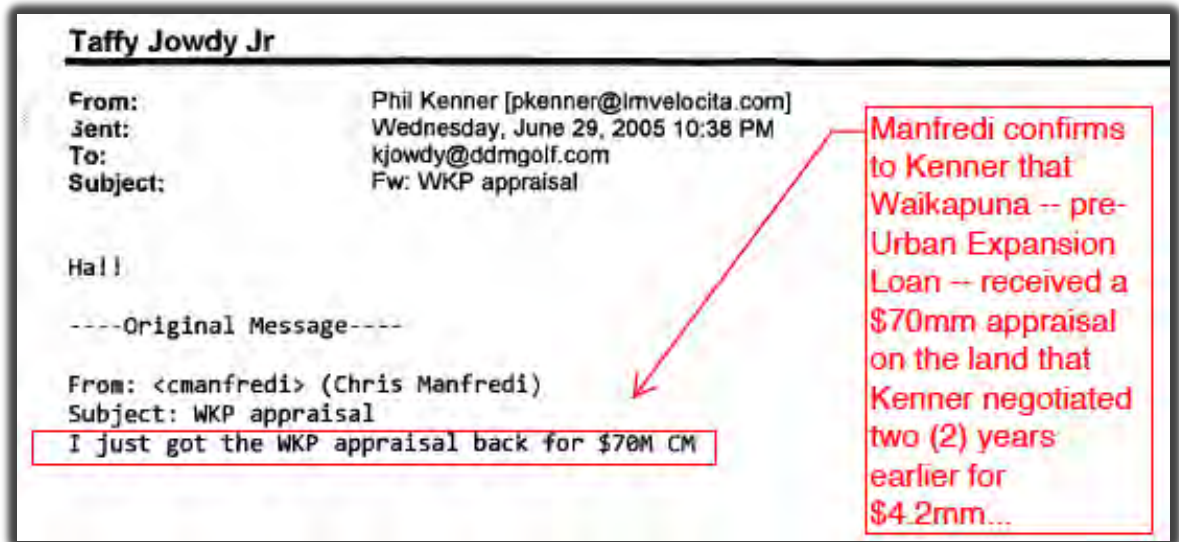 Taffy Jowdy Jr
From: Phil Kenner [pkenner@lmvelocita.com]
Sent: Wednesday, June 29, 2005 10:38 PM
To: kjowdy@ddmgolf.com
Subject: Fw: WKP appraisal
Ha!!
----Original Message----
From: <cmanfredi> (Chris Manfredi)
Subject: WKP appraisal
I just got the WKP appraisal back for $70M CM
Manfredi confirms
to Kenner that
Waikapuna -- pre-
Urban Expansion
Loan -- received a
$70mm appraisal
on the land that
Kenner negotiated
two (2) years
earlier for
$4.2mm...